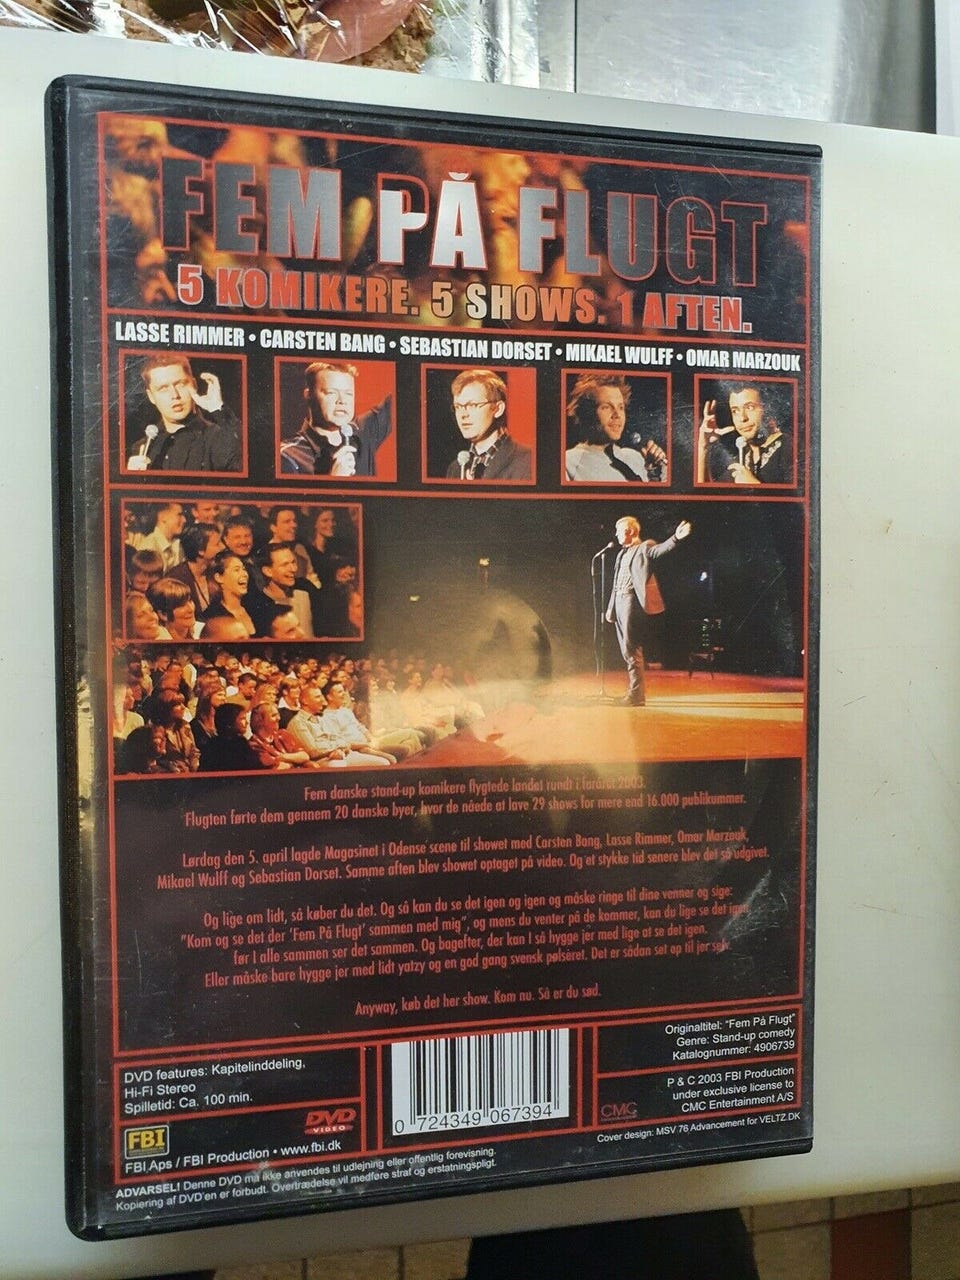 FEM PÅ FLUGT
5 KOMIKERE. 5 SHOWS. 1 AFTEN.
LASSE RIMMER • CARSTEN BANG • SEBASTIAN DORSET • MIKAEL WULFF • OMAR MARZOUK
Fem danske stand-up komikere flygtede landet rundt i foråret 2003.
Flugten førte dem gennem 20 danske byer, hvor de nåede at lave 29 shows for mere end 16.000 publikummer.
Lørdag den 5. april lagde Magasinet i Odense scene til showet med Carsten Bang, Lasse Rimmer, Omar Marzouk,
Mikael Wulff og Sebastian Dorset. Samme aften blev showet optaget på video. Og et stykke tid senere blev det så udgivet.
Og lige om lidt, så køber du det. Og så kan du se det igen og igen og måske ringe til dine venner og sige:
"Kom og se det der 'Fem På Flugt' sammen med mig", og mens du venter på de kommer, kan du lige se det igen
før I alle sammen ser det sammen. Og bagefter, der kan I så hygge jer med lige at se det igen.
Eller måske bare hygge jer med lidt yatzy og en god gang svensk pølseret. Det er sådan set op til jer selv.
Anyway, køb det her show. Kom nu. Så er du sød.
DVD features: Kapitelinddeling,
Hi-Fi Stereo
Spilletid: Ca. 100 min.
DVD
VIDEO
FBI
FBI Aps / FBI Production • www.fbi.dk
ADVARSEL! Denne DVD må ikke anvendes til udlejning eller offentlig forevisning.
Kopiering af DVD'en er forbudt. Overtrædelse vil medføre straf og erstatningspligt.
0 724349 067394
Originaltitel: "Fem På Flugt"
Genre: Stand-up comedy
Katalognummer: 4906739
P & C 2003 FBI Production
under exclusive license to
CMC Entertainment A/S
CMC
Cover design: MSV 76 Advancement for VELTZ.DK